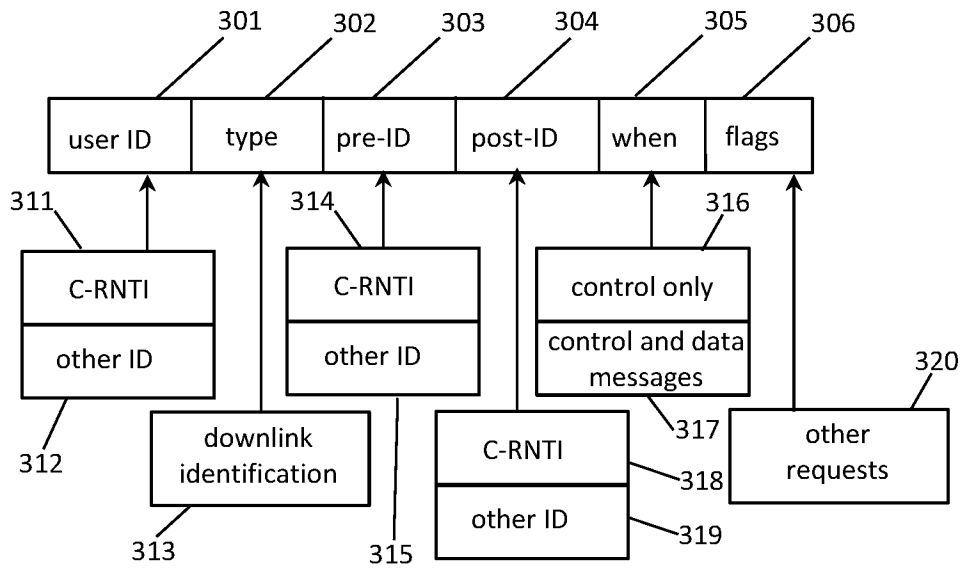 301 302 303 304 305 306
user ID type pre-ID post-ID when flags
311 314 316
C-RNTI C-RNTI control only
other ID other ID control and data
messages
312 317 320
downlink
identification
C-RNTI
other
requests
318
other ID
313 315 319